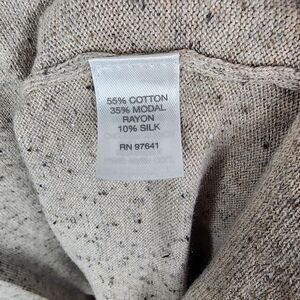 55% COTTON
35% MODAL
RAYON
10% SILK
RN 97641